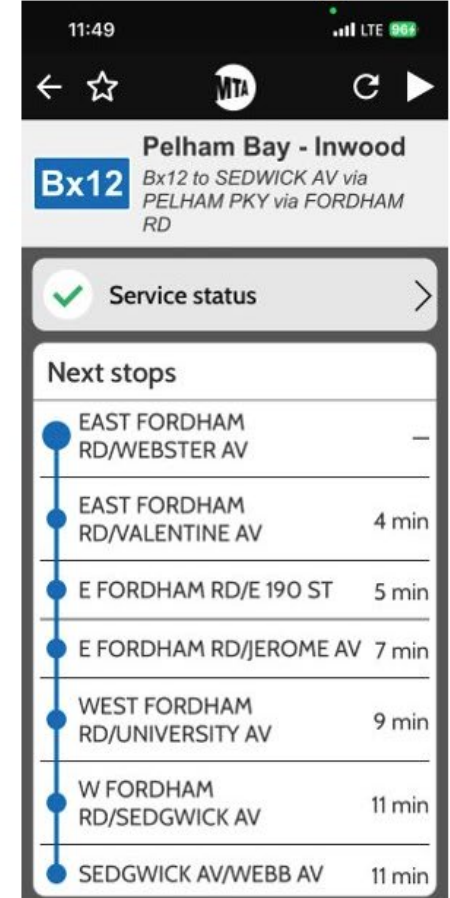 11:49
LTE 96
MTA
Bx12
Pelham Bay - Inwood
Bx12 to SEDWICK AV via
PELHAM PKY via FORDHAM
RD
Service status
Next stops
EAST FORDHAM
RD/WEBSTER AV
–
EAST FORDHAM
RD/VALENTINE AV
4 min
E FORDHAM RD/E 190 ST
5 min
E FORDHAM RD/JEROME AV
7 min
WEST FORDHAM
RD/UNIVERSITY AV
9 min
W FORDHAM
RD/SEDGWICK AV
11 min
SEDGWICK AV/WEBB AV
11 min